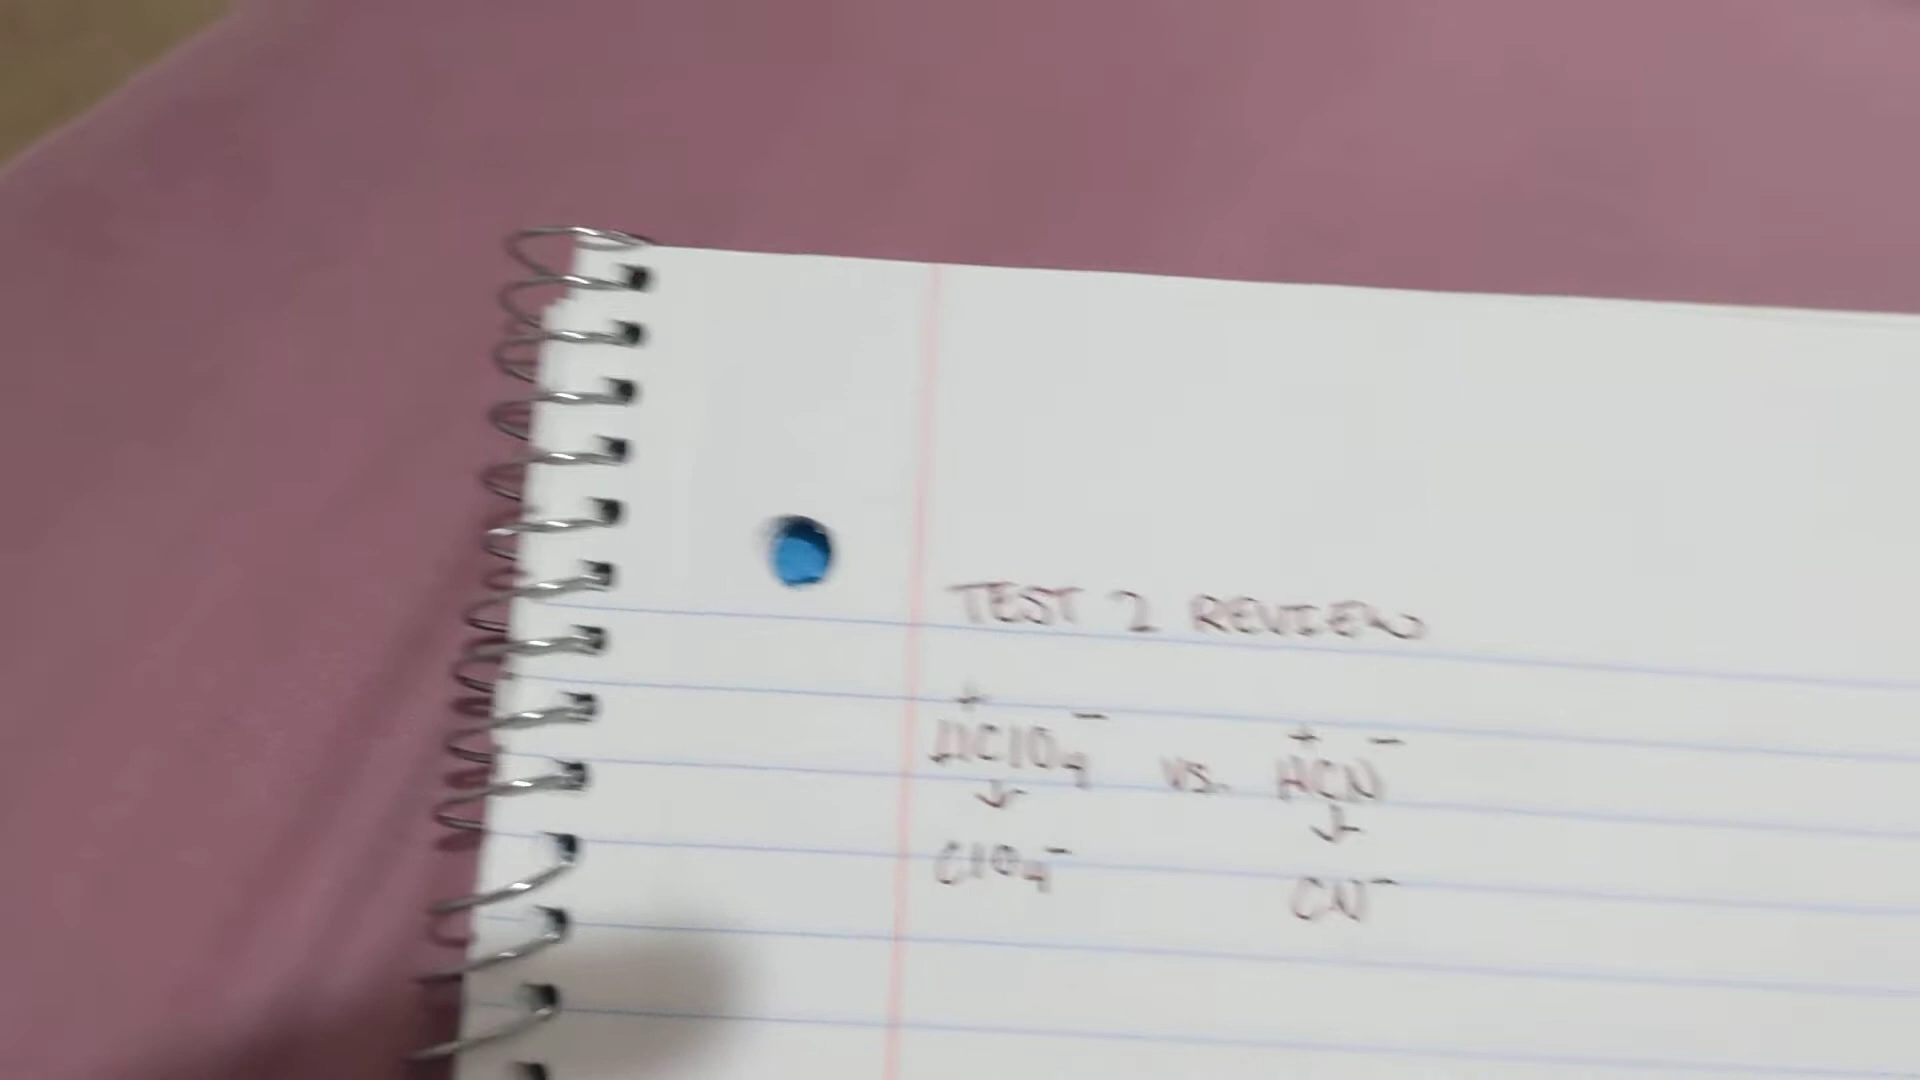 TEST 2 REVIEW
+ − + −
HClO₄ vs. HCN
↓ ↓
ClO₄⁻ CN⁻